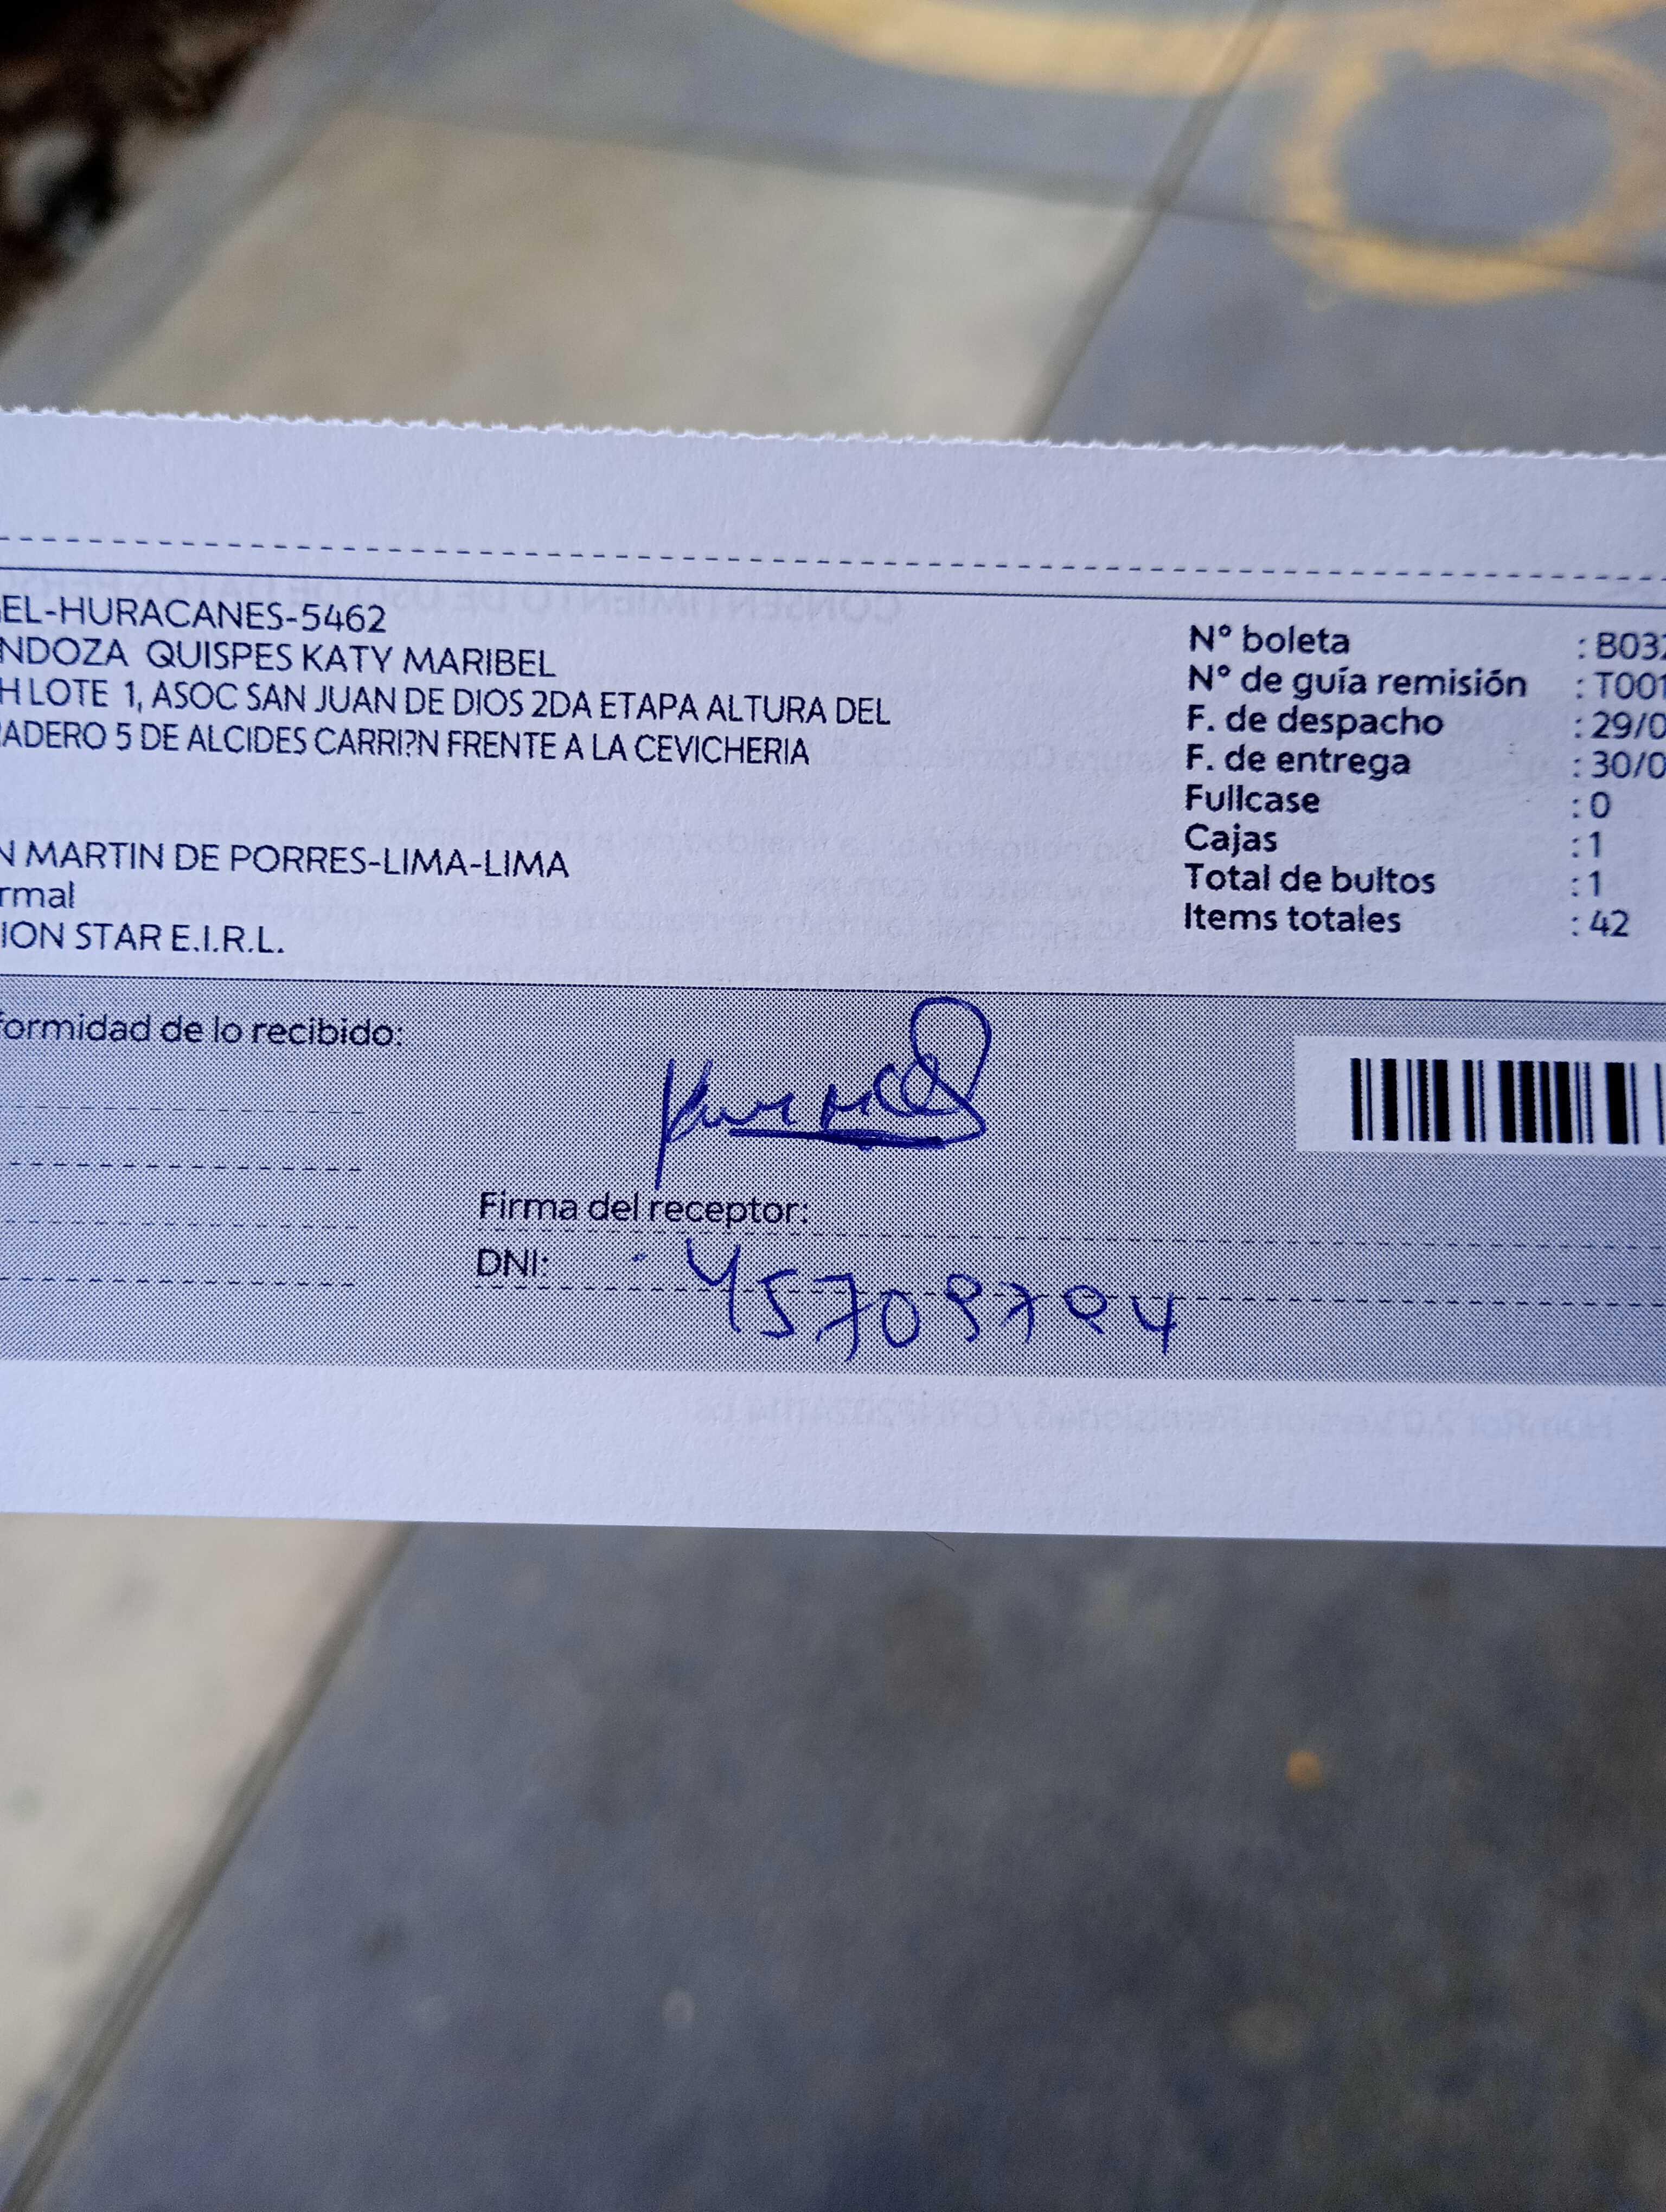 EL-HURACANES-5462
NDOZA QUISPES KATY MARIBEL
H LOTE 1, ASOC SAN JUAN DE DIOS 2DA ETAPA ALTURA DEL
ADERO 5 DE ALCIDES CARRI?N FRENTE A LA CEVICHERIA
N MARTIN DE PORRES-LIMA-LIMA
rmal
ION STAR E.I.R.L.
N° boleta : B032
N° de guía remisión : T001
F. de despacho : 29/0
F. de entrega : 30/0
Fullcase : 0
Cajas : 1
Total de bultos : 1
Items totales : 42
formidad de lo recibido:
Firma del receptor:
DNI: